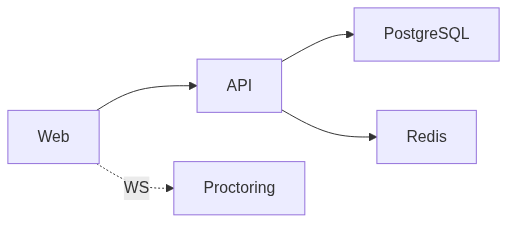 PostgreSQL
API
Web
Redis
WS
Proctoring